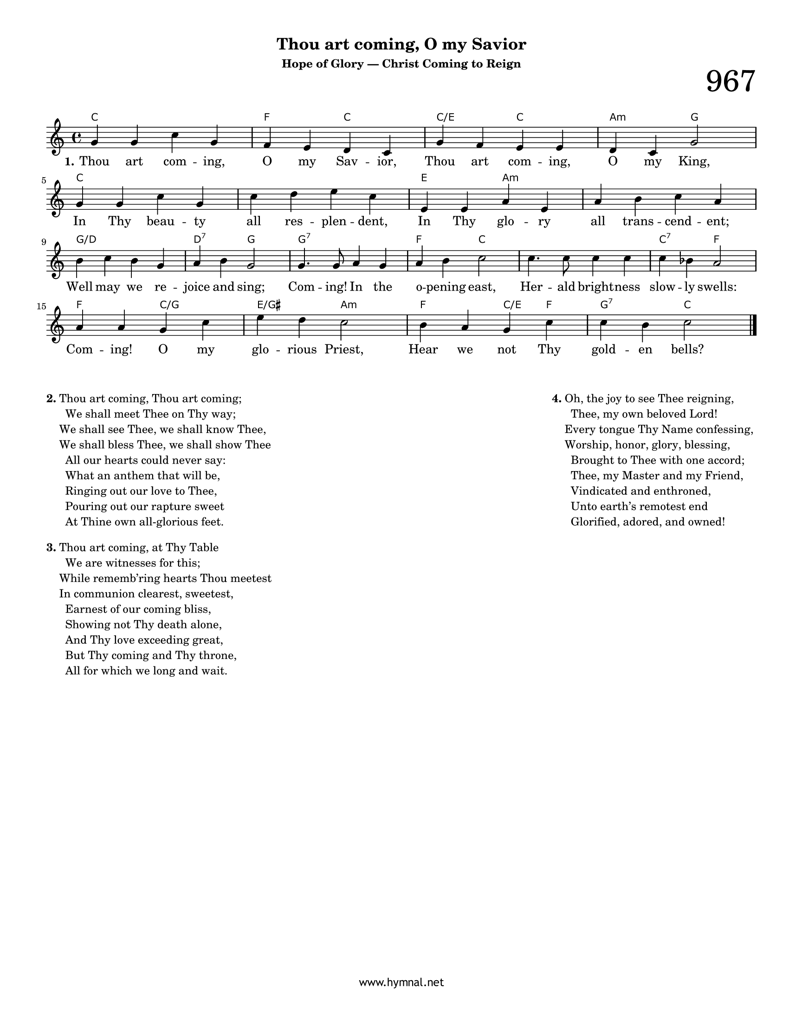 Thou art coming, O my Savior
Hope of Glory — Christ Coming to Reign
967
C F C C/E C Am G
1. Thou art com - ing, O my Sav - ior, Thou art com - ing, O my King,
5
C E Am
In Thy beau - ty all res - plen - dent, In Thy glo - ry all trans - cend - ent;
9
G/D D7 G G7 F C C7 F
Well may we re - joice and sing; Com - ing! In the o-pening east, Her - ald brightness slow - ly swells:
15
F C/G E/G♯ Am F C/E F G7 C
Com - ing! O my glo - rious Priest, Hear we not Thy gold - en bells?
2. Thou art coming, Thou art coming;
We shall meet Thee on Thy way;
We shall see Thee, we shall know Thee,
We shall bless Thee, we shall show Thee
All our hearts could never say:
What an anthem that will be,
Ringing out our love to Thee,
Pouring out our rapture sweet
At Thine own all-glorious feet.
3. Thou art coming, at Thy Table
We are witnesses for this;
While rememb'ring hearts Thou meetest
In communion clearest, sweetest,
Earnest of our coming bliss,
Showing not Thy death alone,
And Thy love exceeding great,
But Thy coming and Thy throne,
All for which we long and wait.
4. Oh, the joy to see Thee reigning,
Thee, my own beloved Lord!
Every tongue Thy Name confessing,
Worship, honor, glory, blessing,
Brought to Thee with one accord;
Thee, my Master and my Friend,
Vindicated and enthroned,
Unto earth's remotest end
Glorified, adored, and owned!
www.hymnal.net